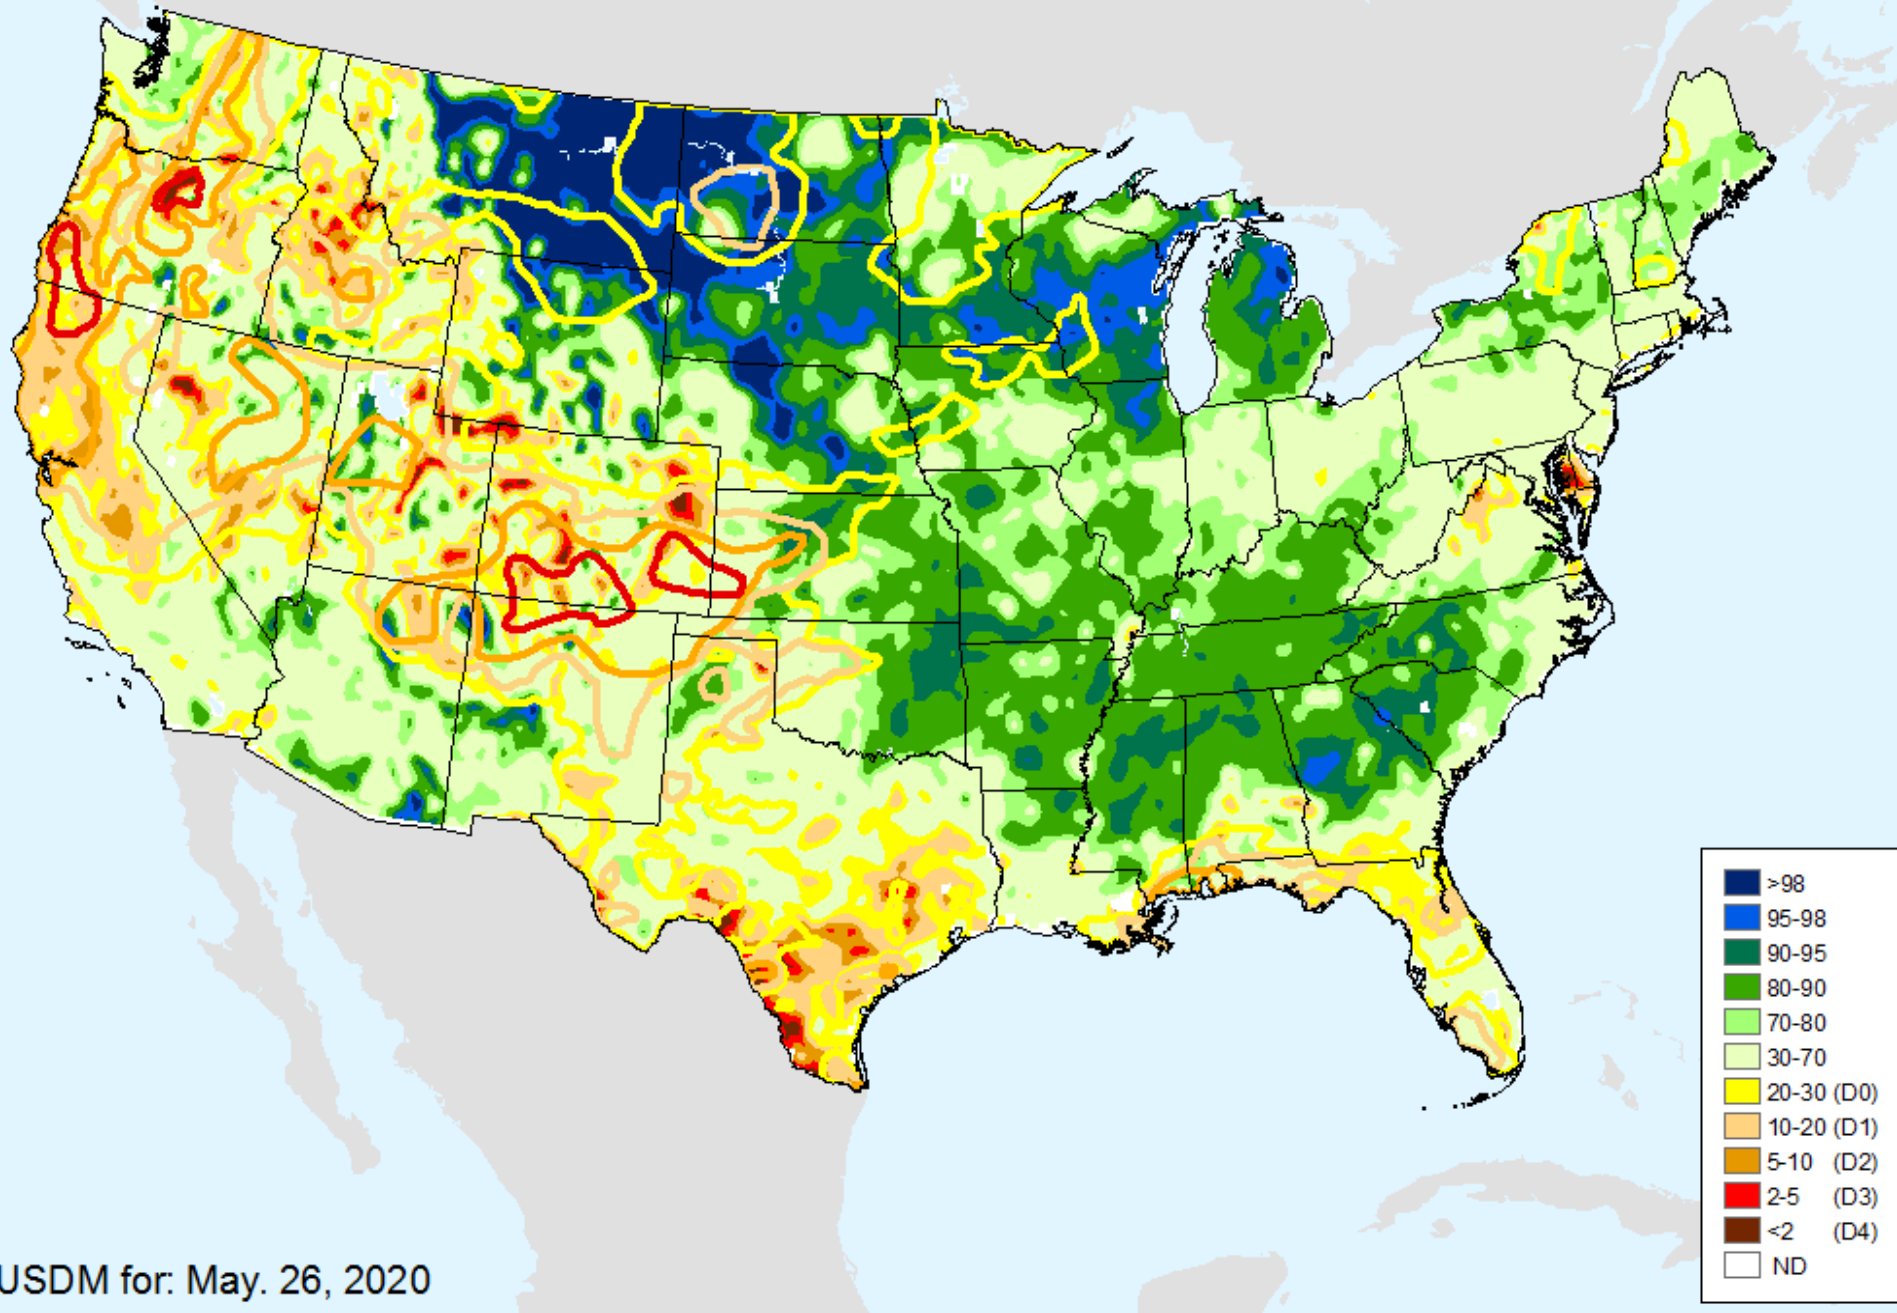 >98
95-98
90-95
80-90
70-80
30-70
20-30 (D0)
10-20 (D1)
5-10 (D2)
2-5 (D3)
<2 (D4)
ND
USDM for: May. 26, 2020